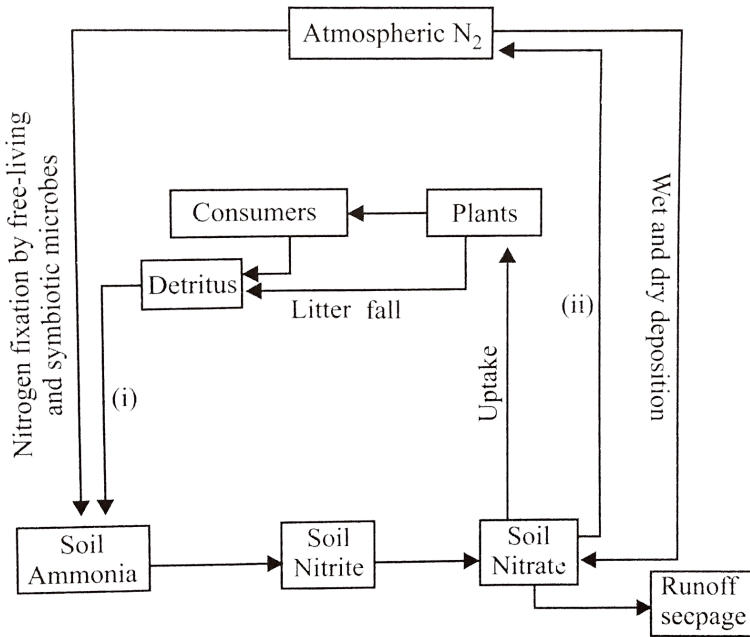 Atmospheric N₂
Nitrogen fixation by free-living
and symbiotic microbes
Wet and dry deposition
Consumers
Plants
Detritus
Litter fall
(i)
(ii)
Uptake
Soil
Ammonia
Soil
Nitrite
Soil
Nitrate
Runoff
secpage